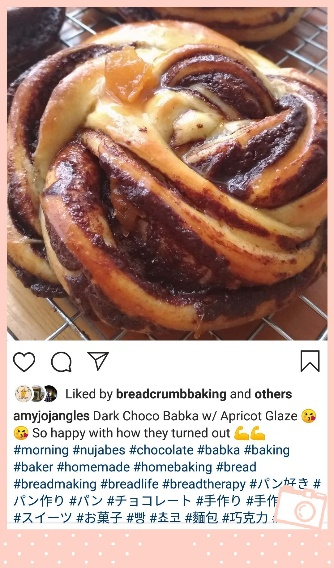 Liked by breadcrumbbaking and others
amyjojangles Dark Choco Babka w/ Apricot Glaze 😘
😘 So happy with how they turned out 💪💪
#morning #nujabes #chocolate #babka #baking
#baker #homemade #homebaking #bread
#breadmaking #breadlife #breadtherapy #パン好き #
パン作り #パン #チョコレート #手作り #手作
#スイーツ #お菓子 #빵 #쵸코 #麵包 #巧克力 #